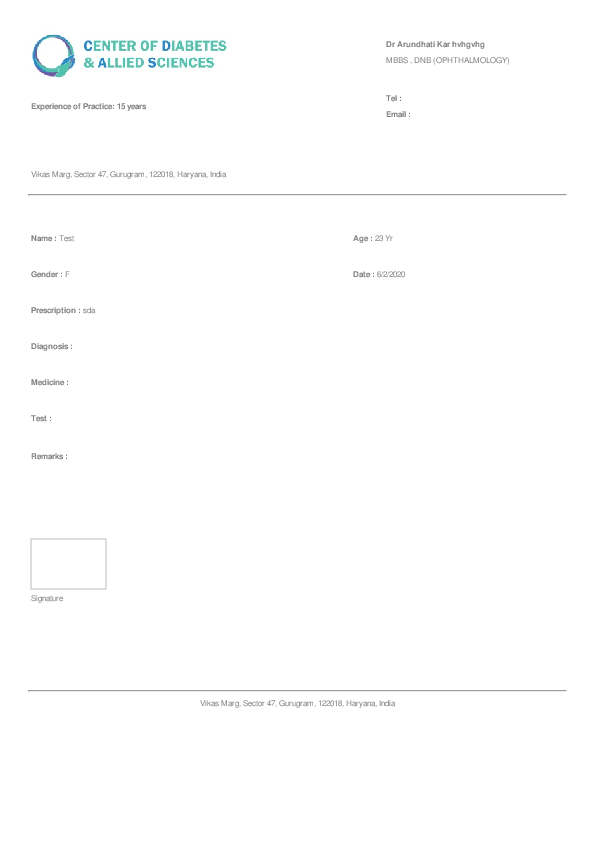 CENTER OF DIABETES
& ALLIED SCIENCES
Dr Arundhati Kar hvhgvhg
MBBS , DNB (OPHTHALMOLOGY)
Experience of Practice: 15 years
Tel :
Email :
Vikas Marg, Sector 47, Gurugram, 122018, Haryana, India
Name : Test
Age : 23 Yr
Gender : F
Date : 6/2/2020
Prescription : sda
Diagnosis :
Medicine :
Test :
Remarks :
Signature
Vikas Marg, Sector 47, Gurugram, 122018, Haryana, India